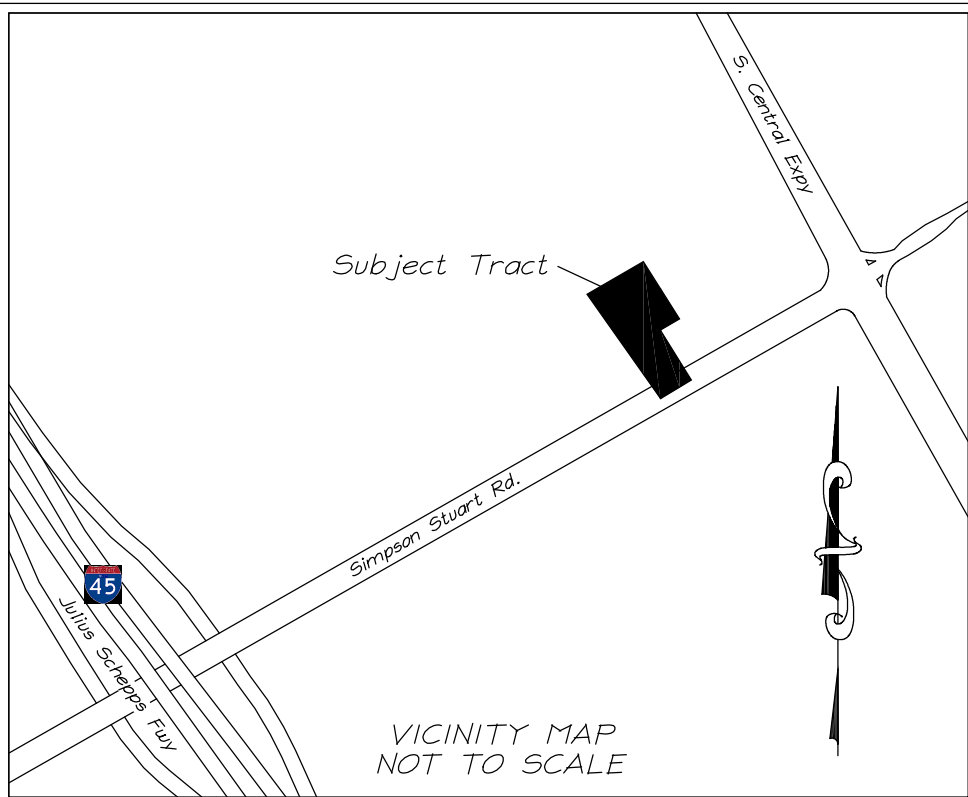 S. Central Expy
Subject Tract
Simpson Stuart Rd.
45
Julius Schepps Fwy
VICINITY MAP
NOT TO SCALE